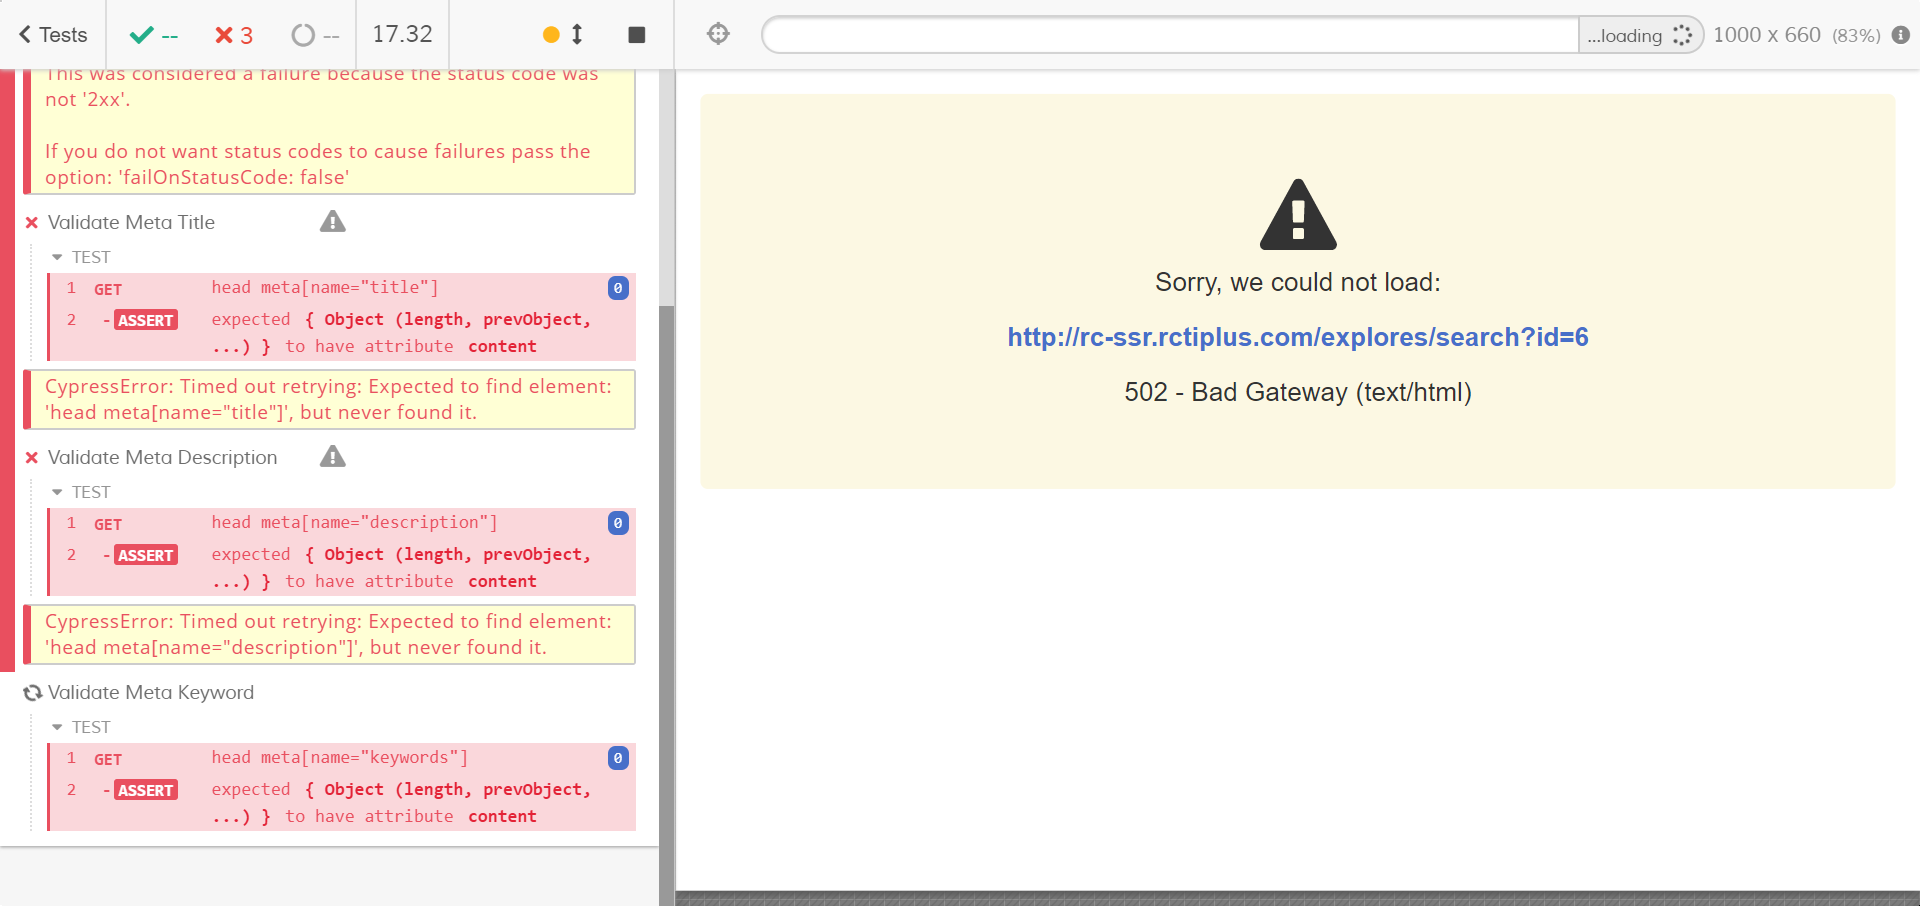 Tests
--
3
--
17.32
...loading
1000 x 660 (83%)
This was considered a failure because the status code was
not '2xx'.
If you do not want status codes to cause failures pass the
option: 'failOnStatusCode: false'
Validate Meta Title
TEST
1 GET head meta[name="title"] 0
2 - ASSERT expected { Object (length, prevObject,
...) } to have attribute content
CypressError: Timed out retrying: Expected to find element:
'head meta[name="title"]', but never found it.
Validate Meta Description
TEST
1 GET head meta[name="description"] 0
2 - ASSERT expected { Object (length, prevObject,
...) } to have attribute content
CypressError: Timed out retrying: Expected to find element:
'head meta[name="description"]', but never found it.
Validate Meta Keyword
TEST
1 GET head meta[name="keywords"] 0
2 - ASSERT expected { Object (length, prevObject,
...) } to have attribute content
Sorry, we could not load:
http://rc-ssr.rctiplus.com/explores/search?id=6
502 - Bad Gateway (text/html)